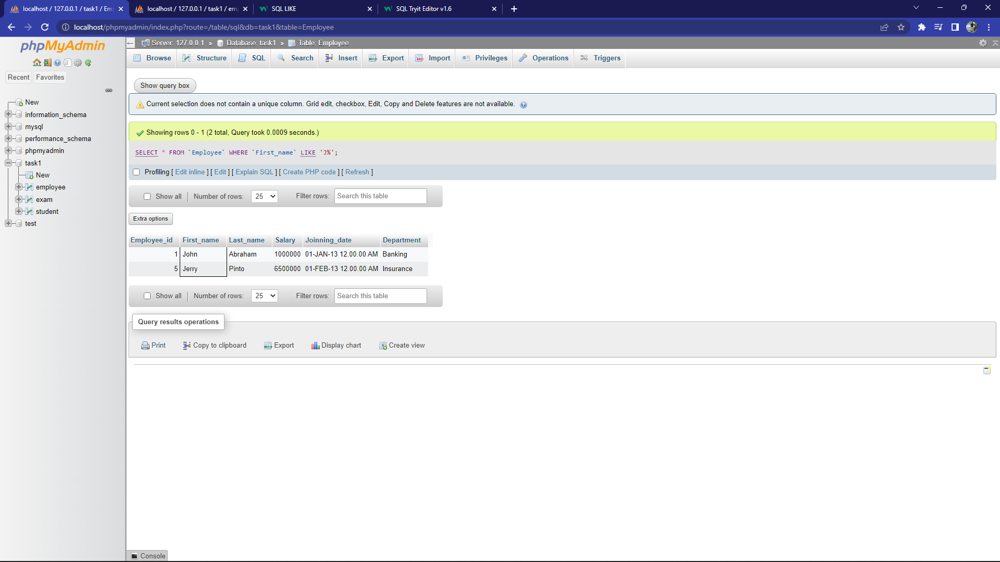 localhost / 127.0.0.1 / task1 / Em
localhost / 127.0.0.1 / task1 / em
SQL LIKE
SQL Tryit Editor v1.6
localhost/phpmyadmin/index.php?route=/table/sql&db=task1&table=Employee
phpMyAdmin
Recent
Favorites
New
information_schema
mysql
performance_schema
phpmyadmin
task1
New
employee
exam
student
test
Server: 127.0.0.1 » Database: task1 » Table: Employee
Browse
Structure
SQL
Search
Insert
Export
Import
Privileges
Operations
Triggers
Show query box
Current selection does not contain a unique column. Grid edit, checkbox, Edit, Copy and Delete features are not available.
Showing rows 0 - 1 (2 total, Query took 0.0009 seconds.)
SELECT * FROM `Employee` WHERE `First_name` LIKE 'J%';
Profiling [ Edit inline ] [ Edit ] [ Explain SQL ] [ Create PHP code ] [ Refresh ]
Show all
Number of rows: 25
Filter rows: Search this table
Extra options
Employee_id First_name Last_name Salary Joinning_date Department
1 John Abraham 1000000 01-JAN-13 12.00.00 AM Banking
5 Jerry Pinto 6500000 01-FEB-13 12.00.00 AM Insurance
Show all
Number of rows: 25
Filter rows: Search this table
Query results operations
Print
Copy to clipboard
Export
Display chart
Create view
Console